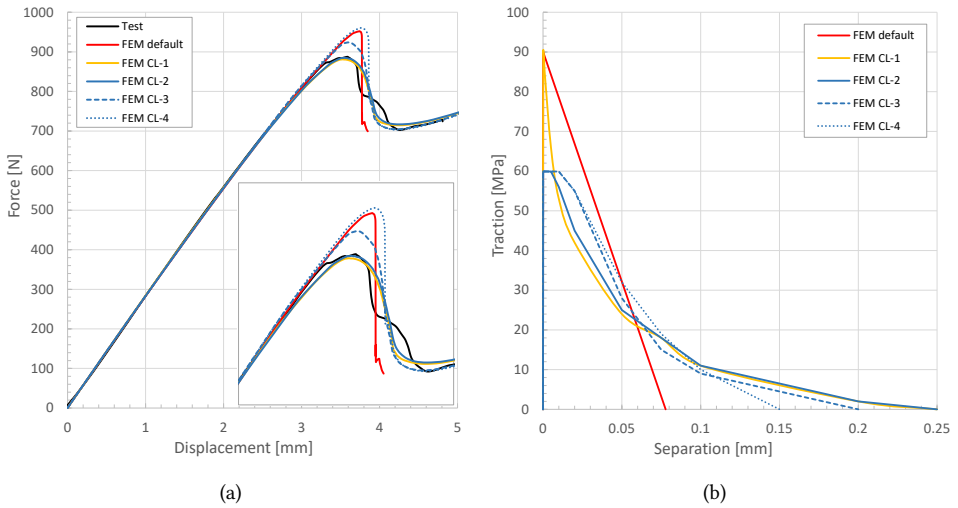 1000
900
800
700
600
500
400
300
200
100
0
Force [N]
0 1 2 3 4 5
Displacement [mm]
Test
FEM default
FEM CL-1
FEM CL-2
FEM CL-3
FEM CL-4
(a)
100
90
80
70
60
50
40
30
20
10
0
Traction [MPa]
0 0.05 0.1 0.15 0.2 0.25
Separation [mm]
FEM default
FEM CL-1
FEM CL-2
FEM CL-3
FEM CL-4
(b)